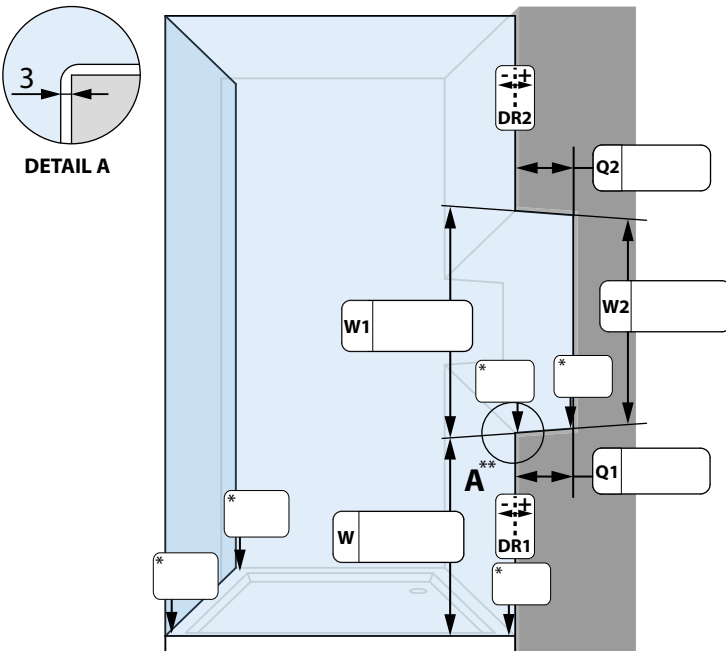 3
DETAIL A
- +
DR2
Q2
W1
W2
*
*
A**
Q1
*
- +
DR1
W
*
*